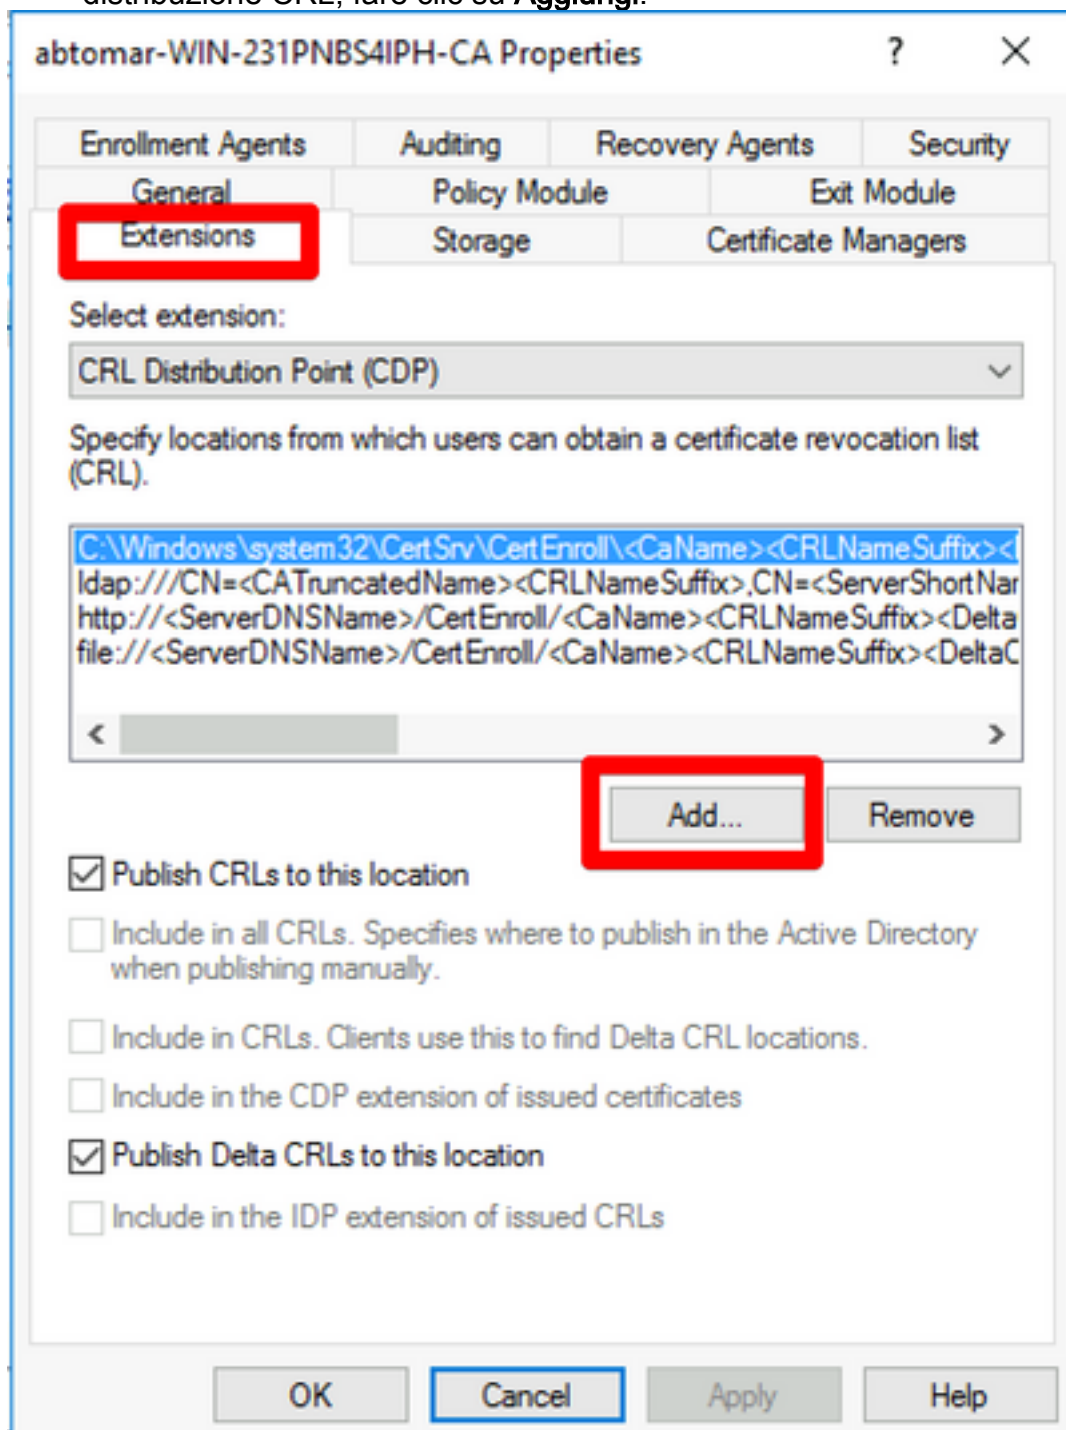 distribuzione CRL, fare clic su Aggiungi.
abtomar-WIN-231PNBS4IPH-CA Properties ? ✕
Enrollment Agents Auditing Recovery Agents Security
General Policy Module Exit Module
Extensions Storage Certificate Managers
Select extension:
CRL Distribution Point (CDP)
Specify locations from which users can obtain a certificate revocation list
(CRL).
C:\Windows\system32\CertSrv\CertEnroll\<CaName><CRLNameSuffix><
ldap:///CN=<CATruncatedName><CRLNameSuffix>,CN=<ServerShortNar
http://<ServerDNSName>/CertEnroll/<CaName><CRLNameSuffix><Delta
file://<ServerDNSName>/CertEnroll/<CaName><CRLNameSuffix><DeltaC
Add... Remove
Publish CRLs to this location
Include in all CRLs. Specifies where to publish in the Active Directory
when publishing manually.
Include in CRLs. Clients use this to find Delta CRL locations.
Include in the CDP extension of issued certificates
Publish Delta CRLs to this location
Include in the IDP extension of issued CRLs
OK Cancel Apply Help